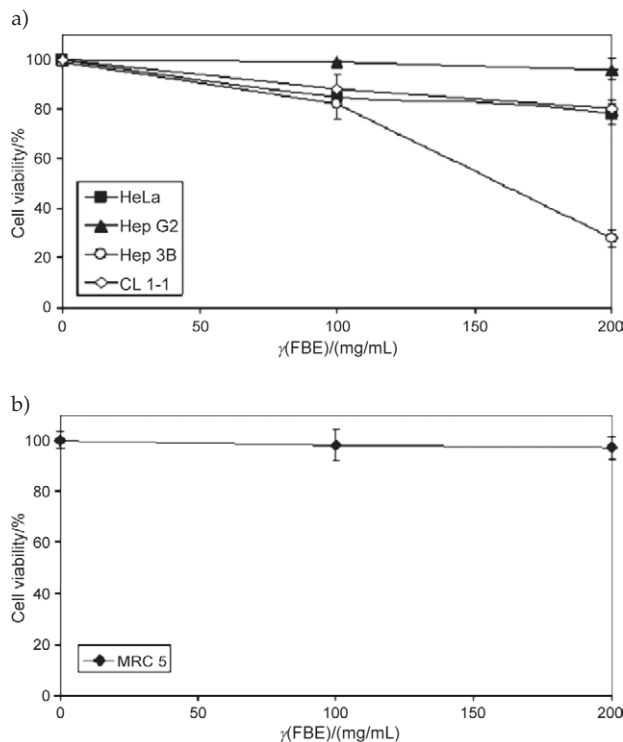 a)
100
80
60
40
20
0
Cell viability/%
HeLa
Hep G2
Hep 3B
CL 1-1
0 50 100 150 200
γ(FBE)/(mg/mL)
b)
100
80
60
40
20
0
Cell viability/%
MRC 5
0 50 100 150 200
γ(FBE)/(mg/mL)